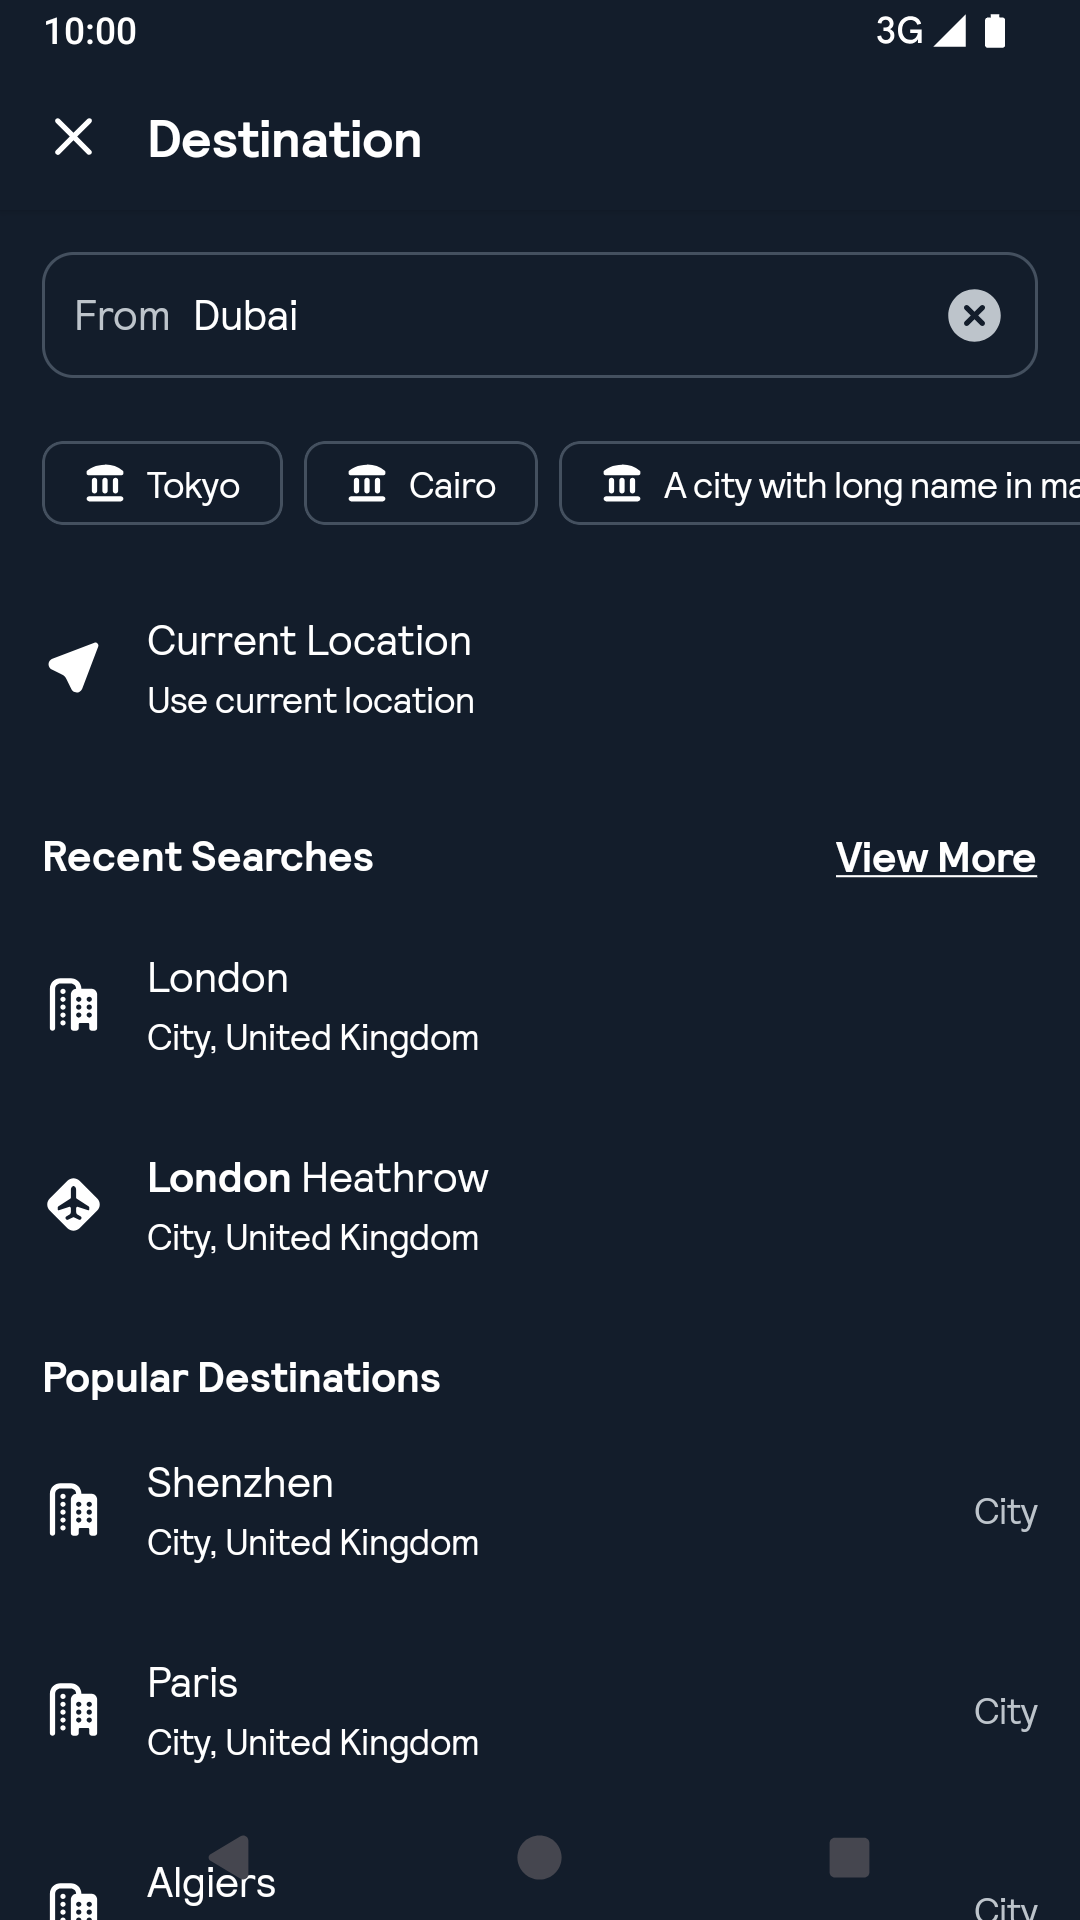 10:00 3G
Destination
From Dubai
Tokyo Cairo A city with long name in ma
Current Location
Use current location
Recent Searches View More
London
City, United Kingdom
London Heathrow
City, United Kingdom
Popular Destinations
Shenzhen
City, United Kingdom
City
Paris
City, United Kingdom
City
Algiers
City